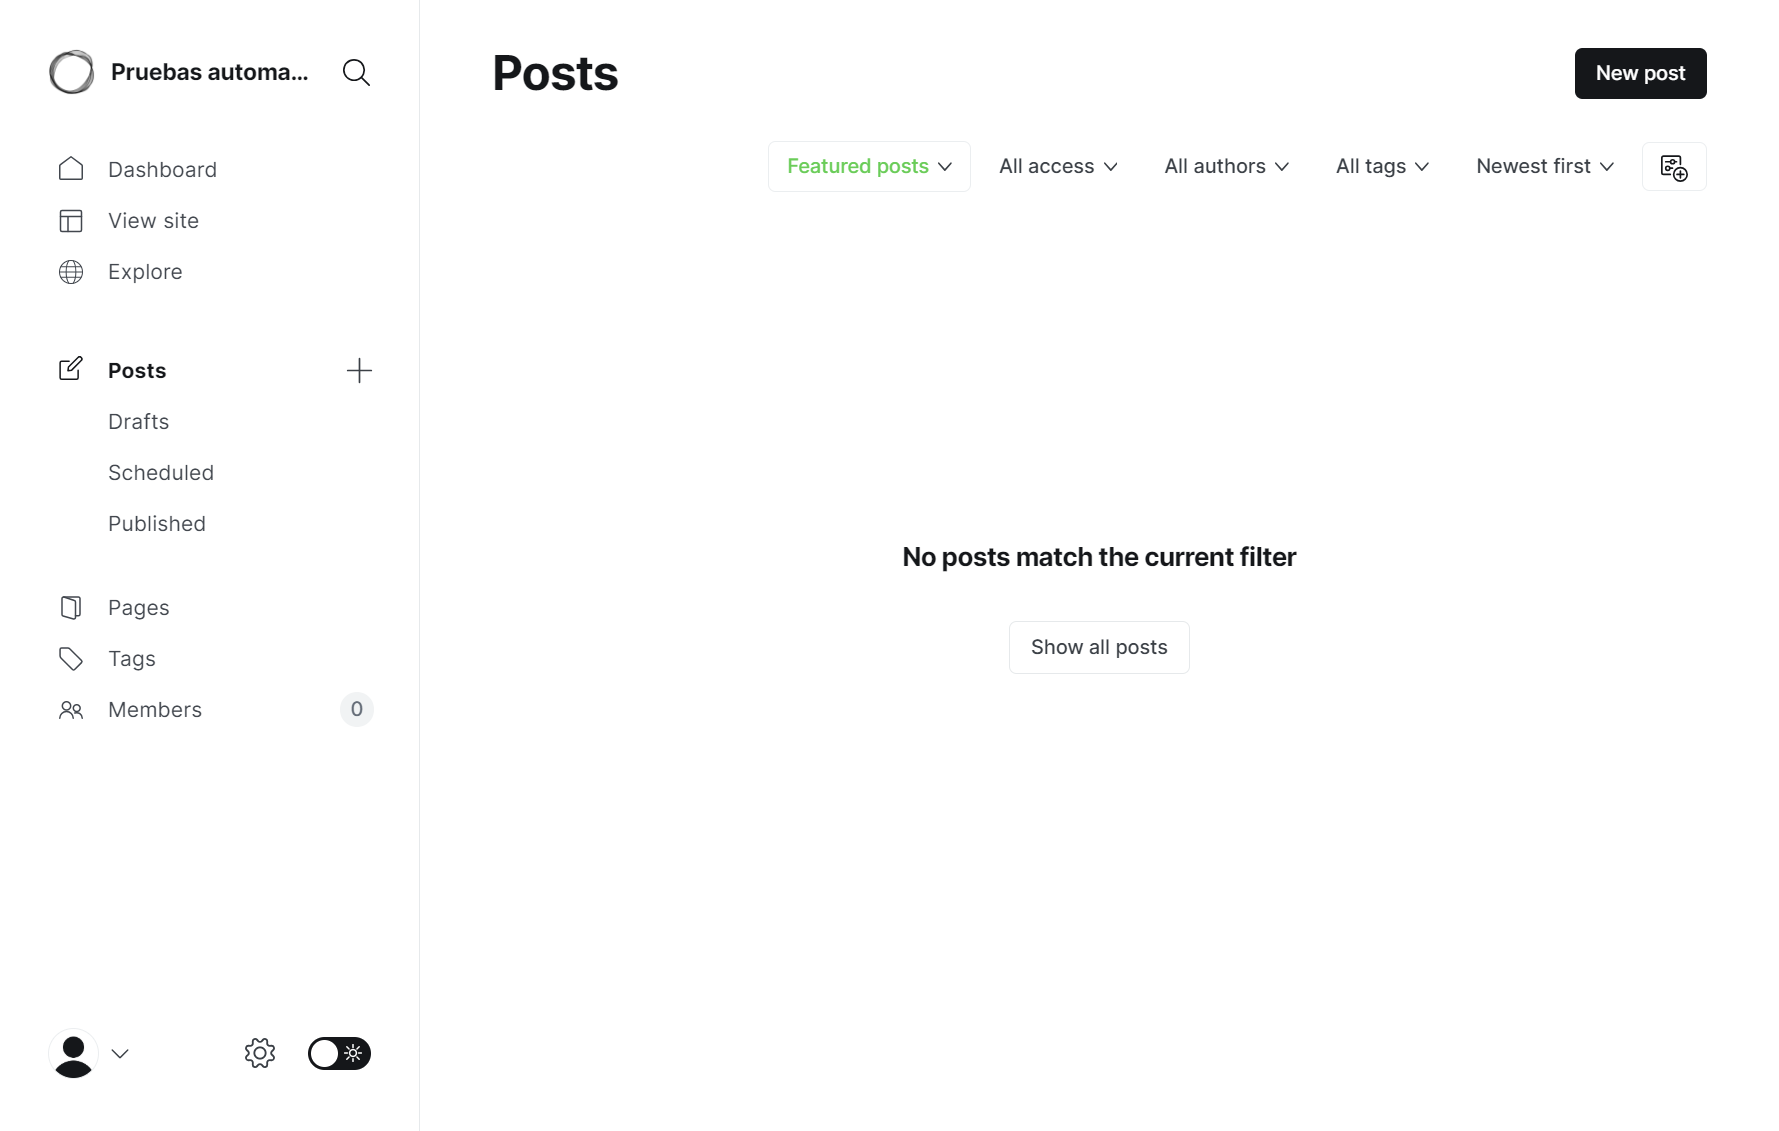 Pruebas automa...
Dashboard
View site
Explore
Posts
Drafts
Scheduled
Published
Pages
Tags
Members 0
Posts
New post
Featured posts All access All authors All tags Newest first
No posts match the current filter
Show all posts